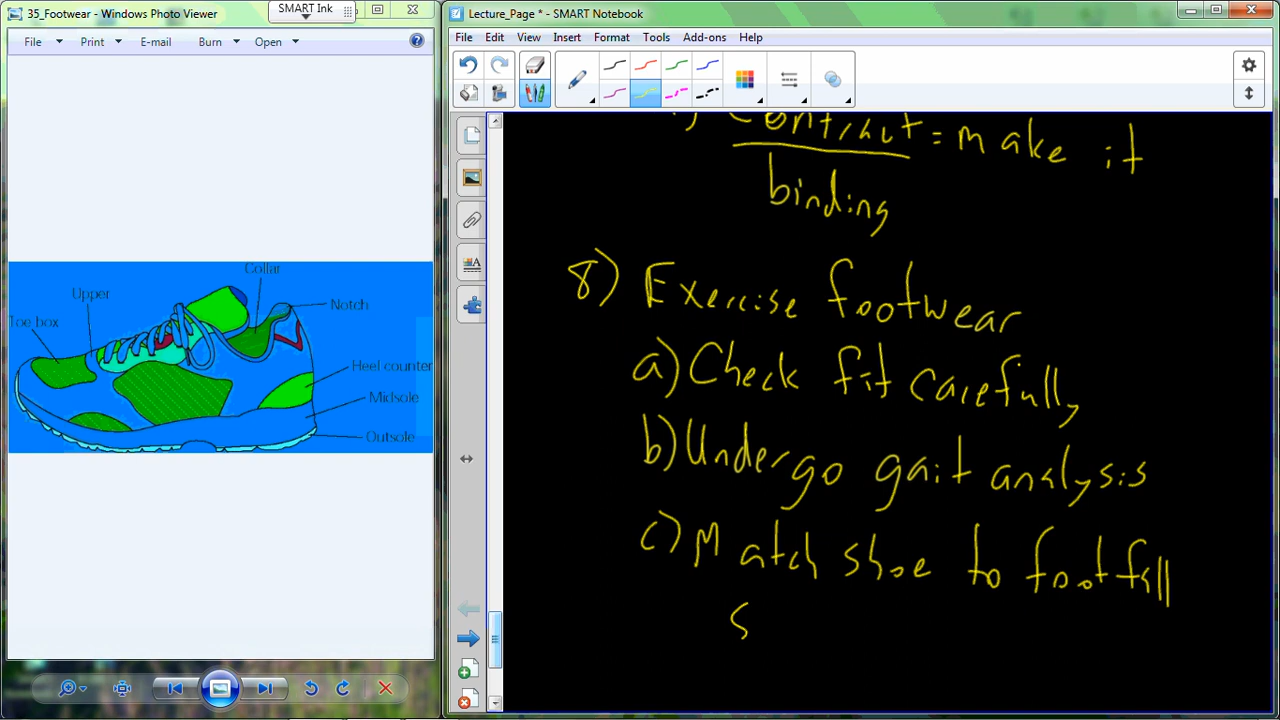 35_Footwear - Windows Photo Viewer
SMART Ink
File Print E-mail Burn Open
Collar
Upper
Notch
Toe box
Heel counter
Midsole
Outsole
Lecture_Page * - SMART Notebook
File Edit View Insert Format Tools Add-ons Help
= make it
binding
8) Exercise footwear
a) Check fit carefully
b) Undergo gait analysis
c) Match shoe to footfall
s